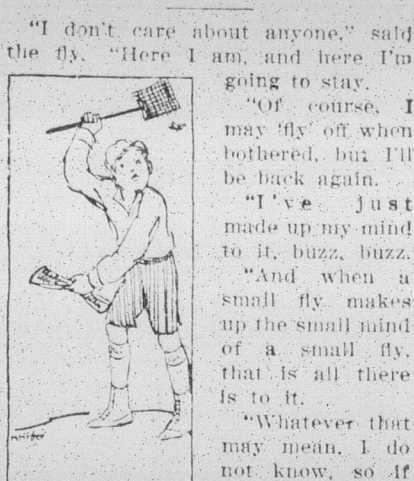 "I don't care about anyone," said
the fly. "Here I am, and here I'm
going to stay.
"Of course, I
may 'fly' off when
bothered, but I'll
be back again.
"I've just
made up my mind
to it, buzz, buzz.
"And when a
small fly makes
up the small mind
of a small fly,
that is all there
is to it.
"Whatever that
may mean, I do
not know, so if